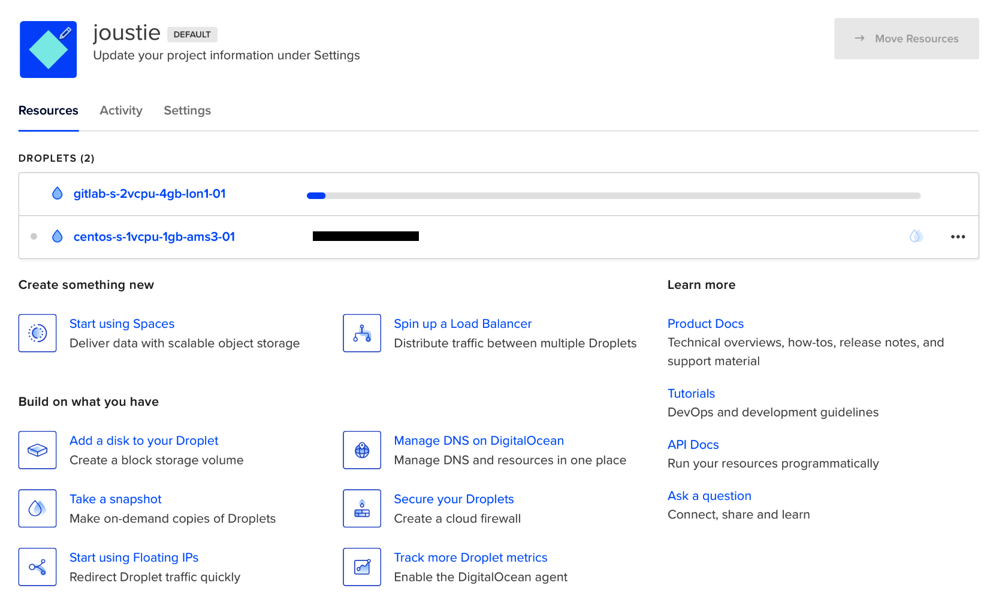 joustie DEFAULT
Update your project information under Settings
→ Move Resources
Resources Activity Settings
DROPLETS (2)
gitlab-s-2vcpu-4gb-lon1-01
centos-s-1vcpu-1gb-ams3-01
Create something new
Start using Spaces
Deliver data with scalable object storage
Spin up a Load Balancer
Distribute traffic between multiple Droplets
Build on what you have
Add a disk to your Droplet
Create a block storage volume
Manage DNS on DigitalOcean
Manage DNS and resources in one place
Take a snapshot
Make on-demand copies of Droplets
Secure your Droplets
Create a cloud firewall
Start using Floating IPs
Redirect Droplet traffic quickly
Track more Droplet metrics
Enable the DigitalOcean agent
Learn more
Product Docs
Technical overviews, how-tos, release notes, and
support material
Tutorials
DevOps and development guidelines
API Docs
Run your resources programmatically
Ask a question
Connect, share and learn